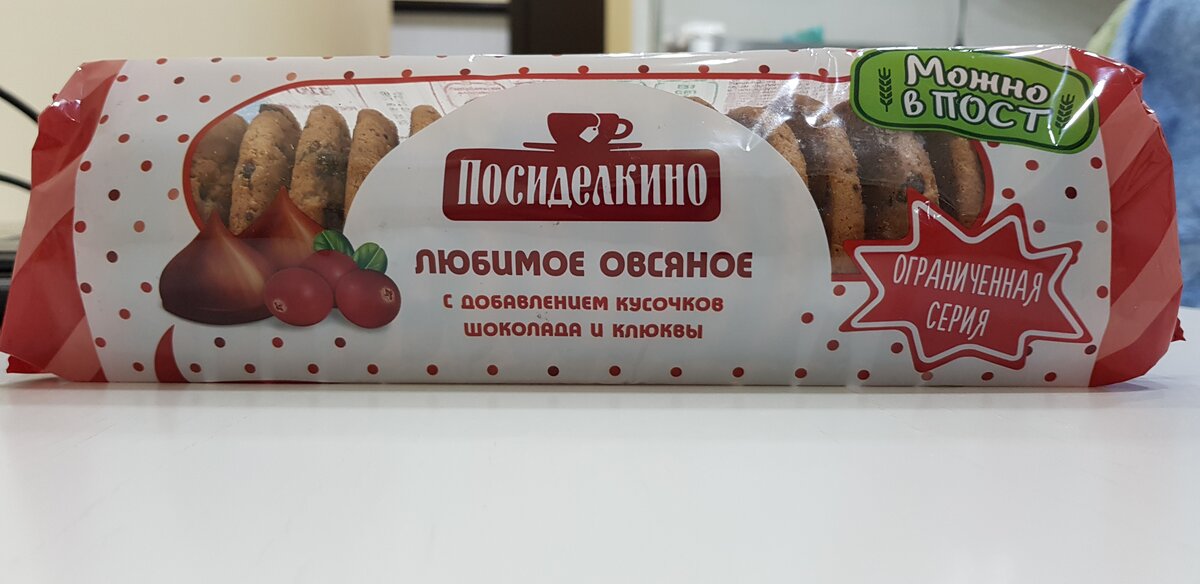 Можно
в пост
Посиделкино
ЛЮБИМОЕ ОВСЯНОЕ
С ДОБАВЛЕНИЕМ КУСОЧКОВ
ШОКОЛАДА И КЛЮКВЫ
ОГРАНИЧЕННАЯ
СЕРИЯ